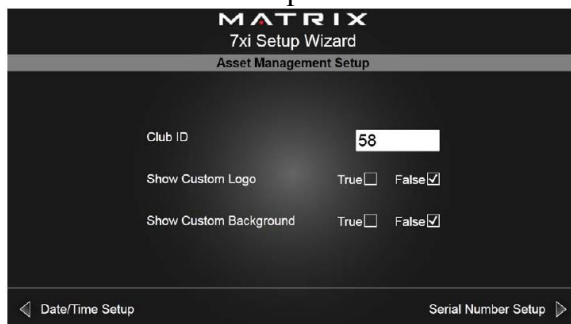 MATRIX
7xi Setup Wizard
Asset Management Setup
Club ID 58
Show Custom Logo True False
Show Custom Background True False
Date/Time Setup Serial Number Setup